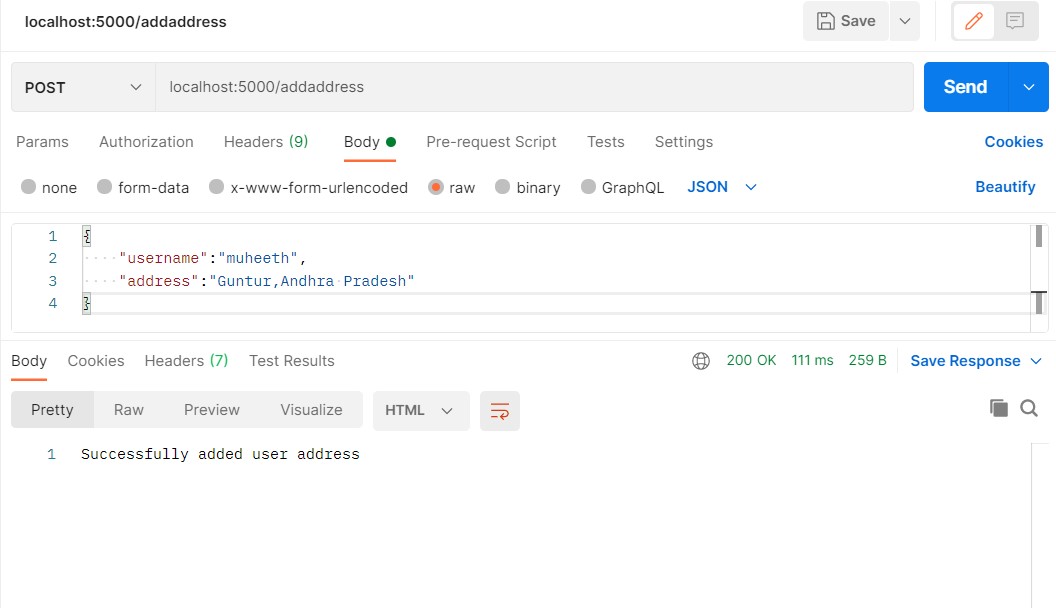 localhost:5000/addaddress
Save
POST
localhost:5000/addaddress
Send
Params Authorization Headers (9) Body Pre-request Script Tests Settings Cookies
none form-data x-www-form-urlencoded raw binary GraphQL JSON Beautify
1 {
2 ····"username":"muheeth",
3 ····"address":"Guntur,Andhra·Pradesh"
4 }
Body Cookies Headers (7) Test Results 200 OK 111 ms 259 B Save Response
Pretty Raw Preview Visualize HTML
1 Successfully added user address